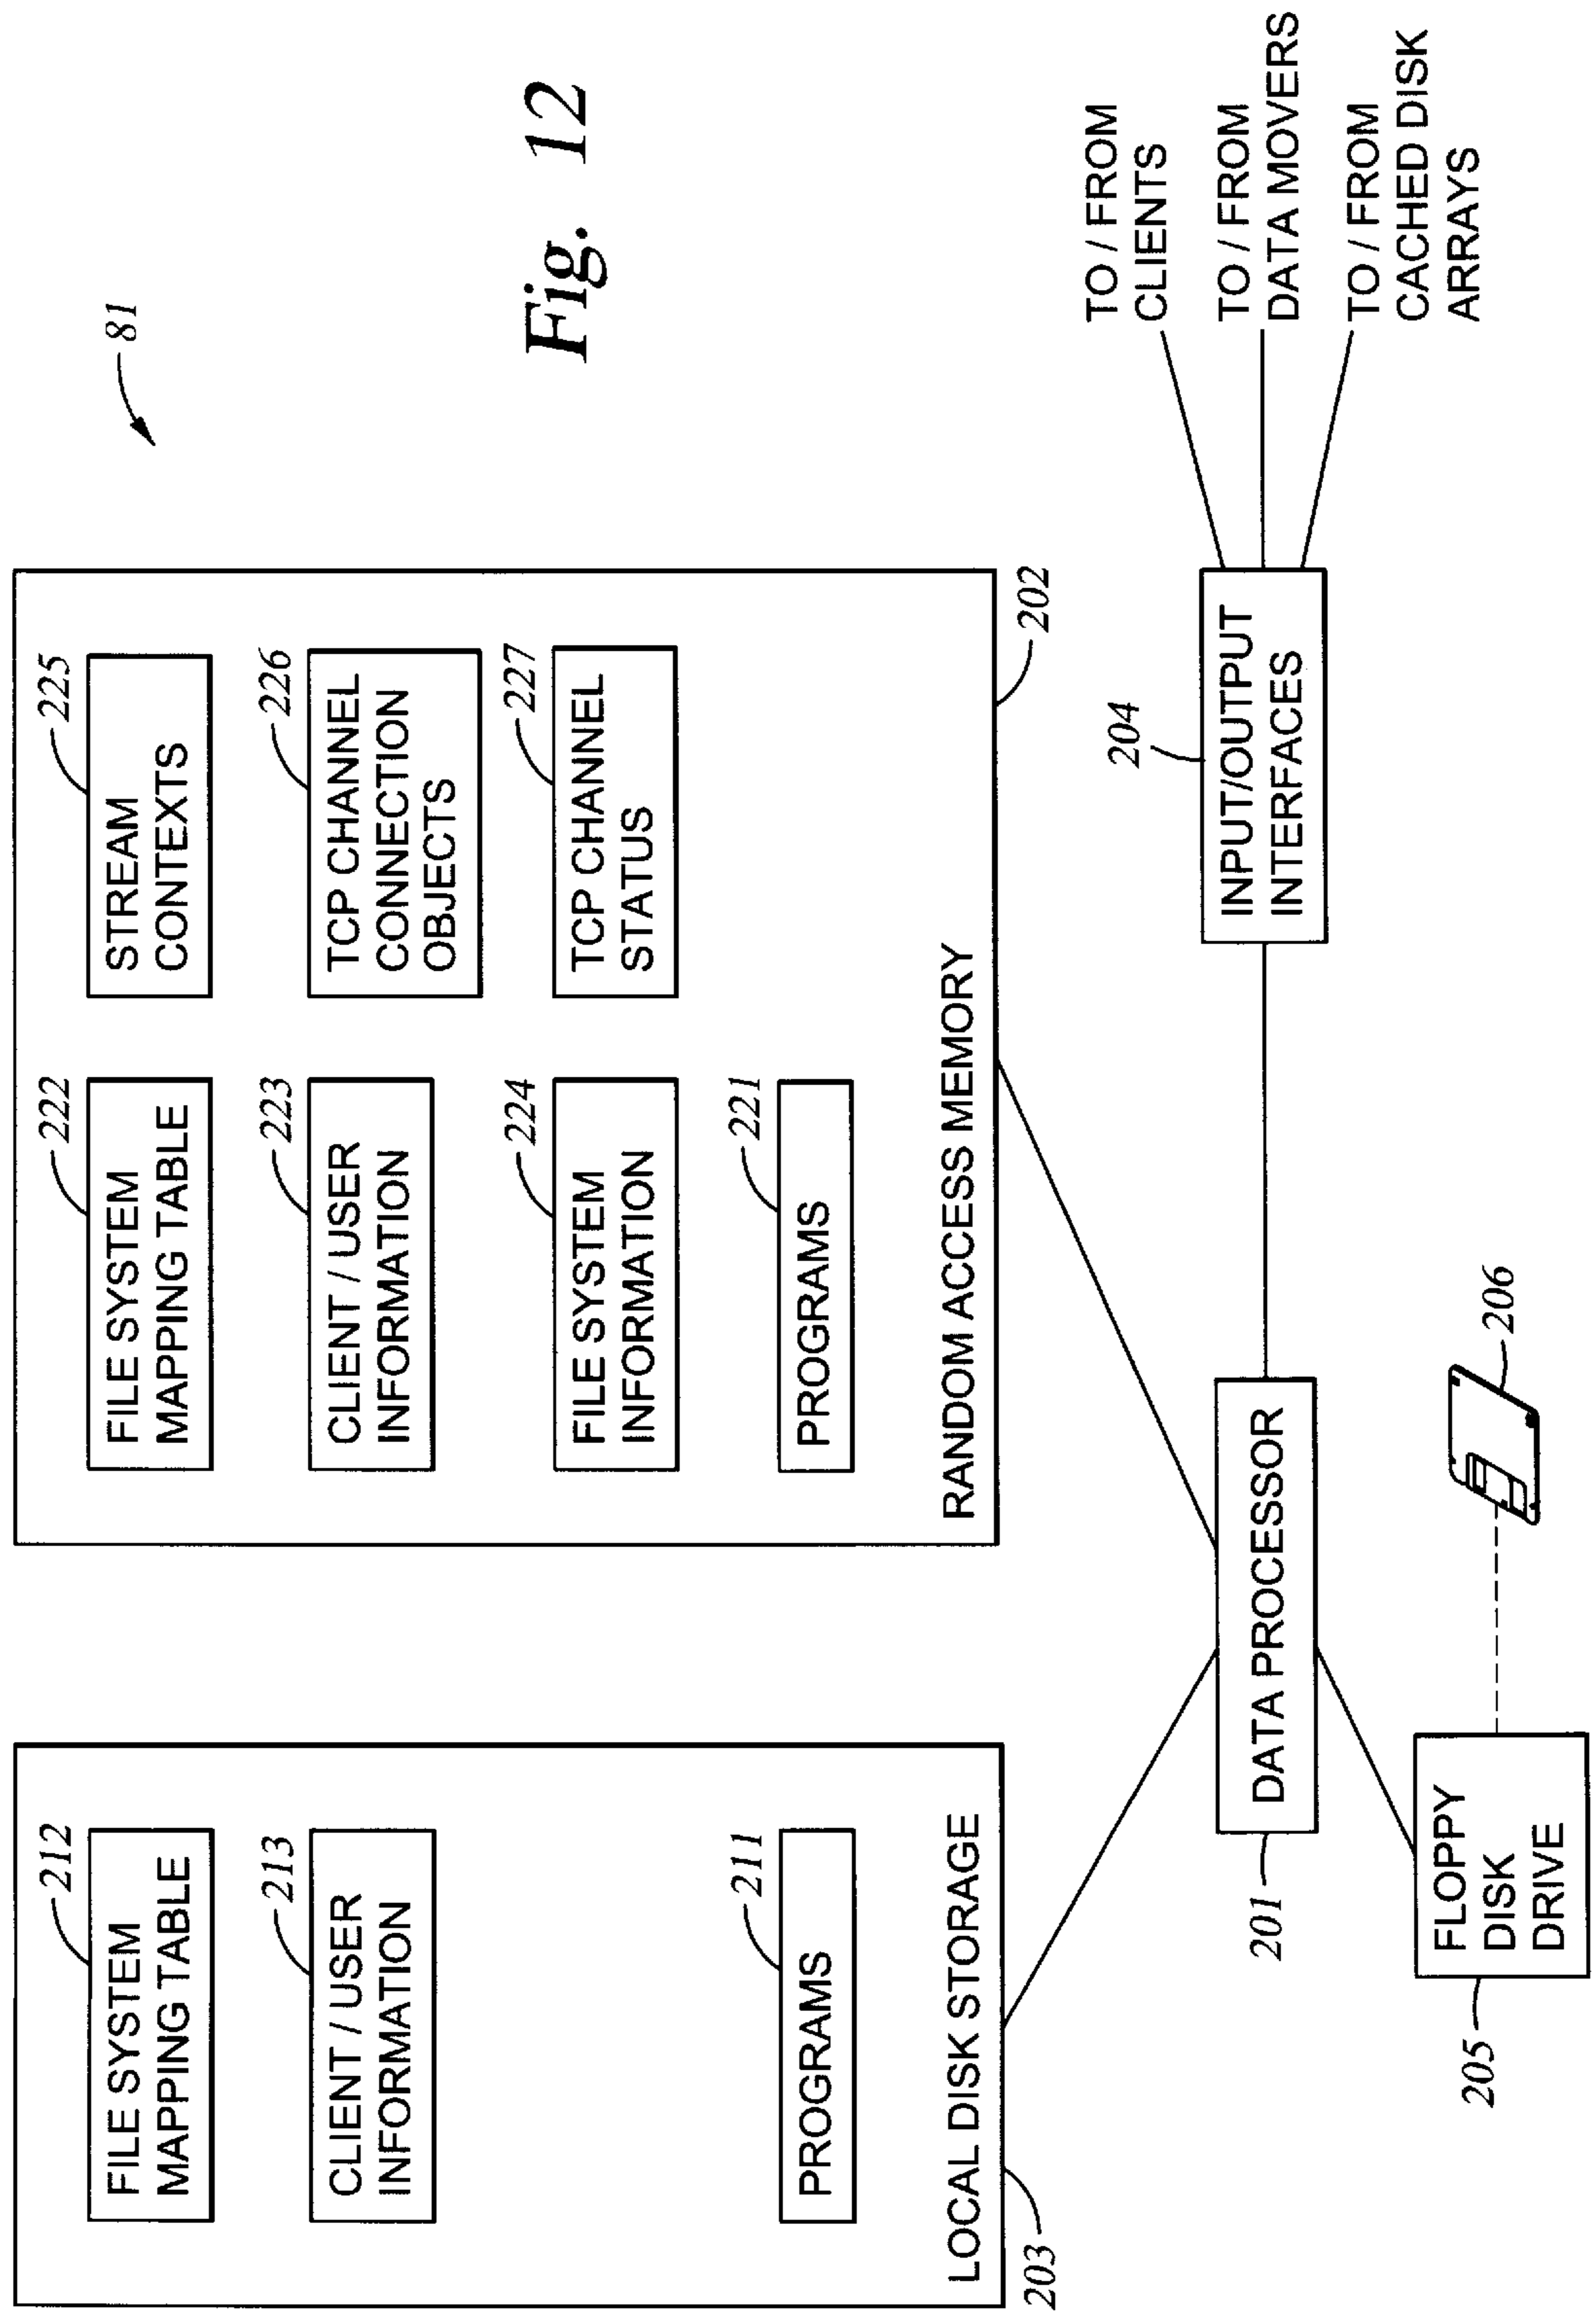 212
FILE SYSTEM
MAPPING TABLE
213
CLIENT / USER
INFORMATION
211
PROGRAMS
LOCAL DISK STORAGE
203
222
FILE SYSTEM
MAPPING TABLE
223
CLIENT / USER
INFORMATION
224
FILE SYSTEM
INFORMATION
221
PROGRAMS
225
STREAM
CONTEXTS
226
TCP CHANNEL
CONNECTION
OBJECTS
227
TCP CHANNEL
STATUS
RANDOM ACCESS MEMORY
202
81
Fig. 12
201
DATA PROCESSOR
204
INPUT/OUTPUT
INTERFACES
TO / FROM
CLIENTS
TO / FROM
DATA MOVERS
TO / FROM
CACHED DISK
ARRAYS
205
FLOPPY
DISK
DRIVE
206